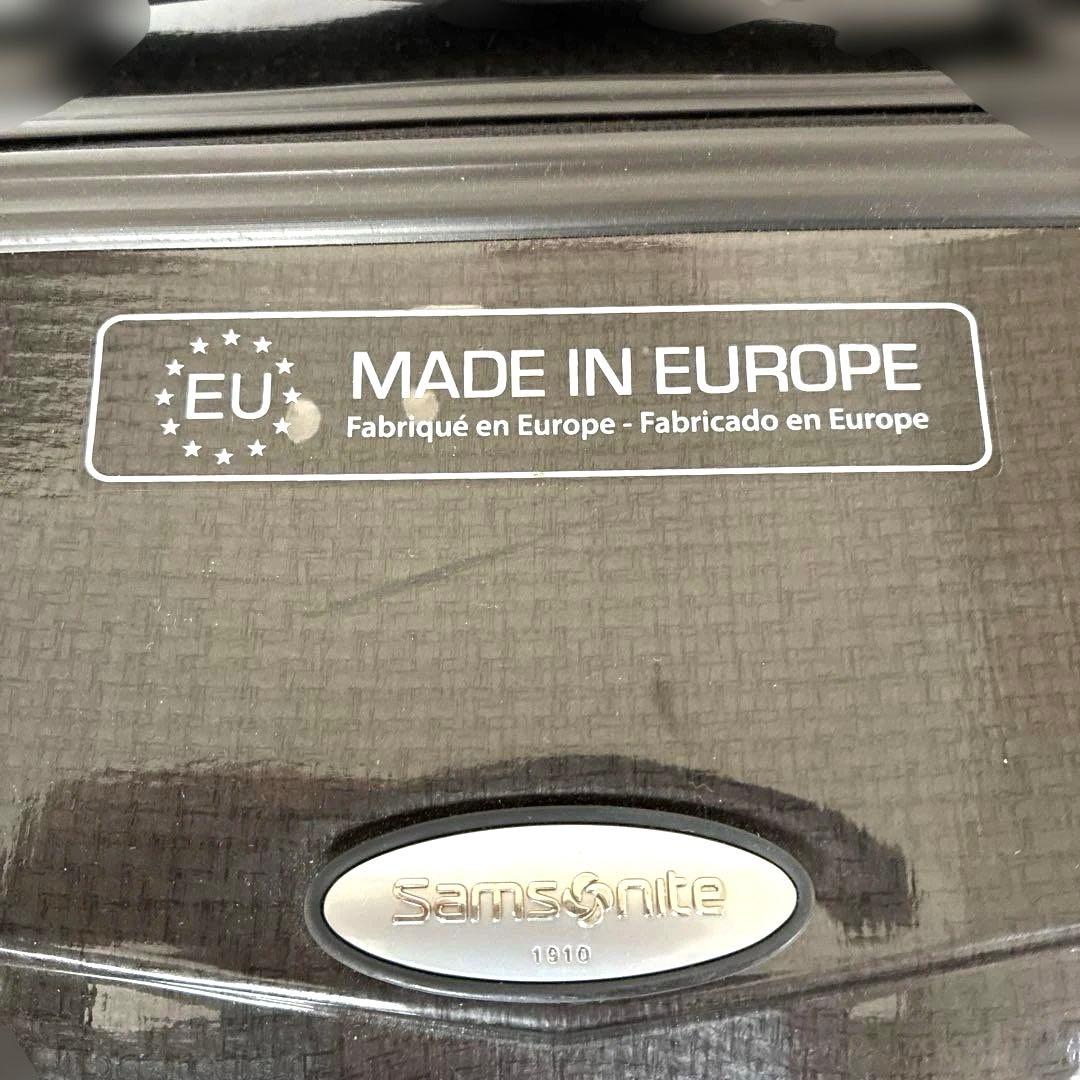 EU
MADE IN EUROPE
Fabriqué en Europe - Fabricado en Europe
Samsonite
1910